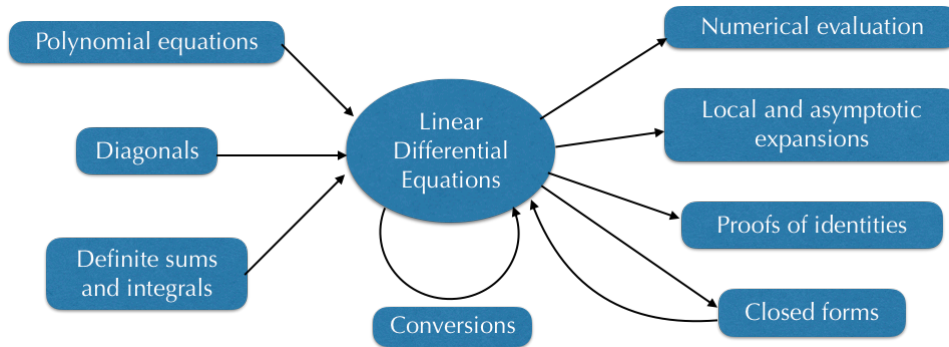 Polynomial equations
Diagonals
Definite sums
and integrals
Linear
Differential
Equations
Conversions
Numerical evaluation
Local and asymptotic
expansions
Proofs of identities
Closed forms